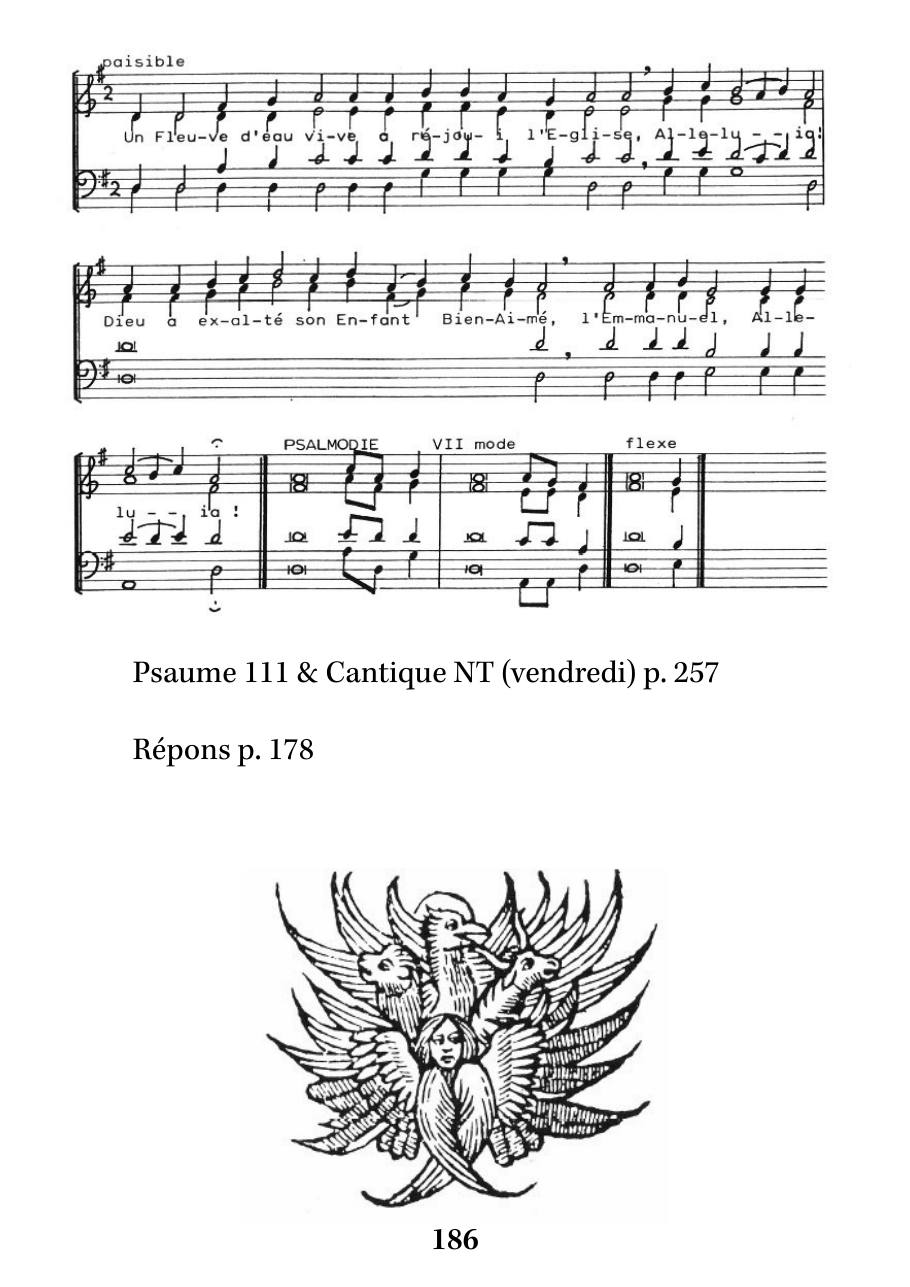 paisible
Un Fleu-ve d'eau vi-ve a ré-jou- i l'E-gli-se, Al-le-lu - - ia!
Dieu a ex-al-té son En-fant Bien-Ai-mé, l'Em-ma-nu-el, Al-le-
PSALMODIE VII mode flexe
lu - - ia !
Psaume 111 & Cantique NT (vendredi) p. 257
Répons p. 178
186